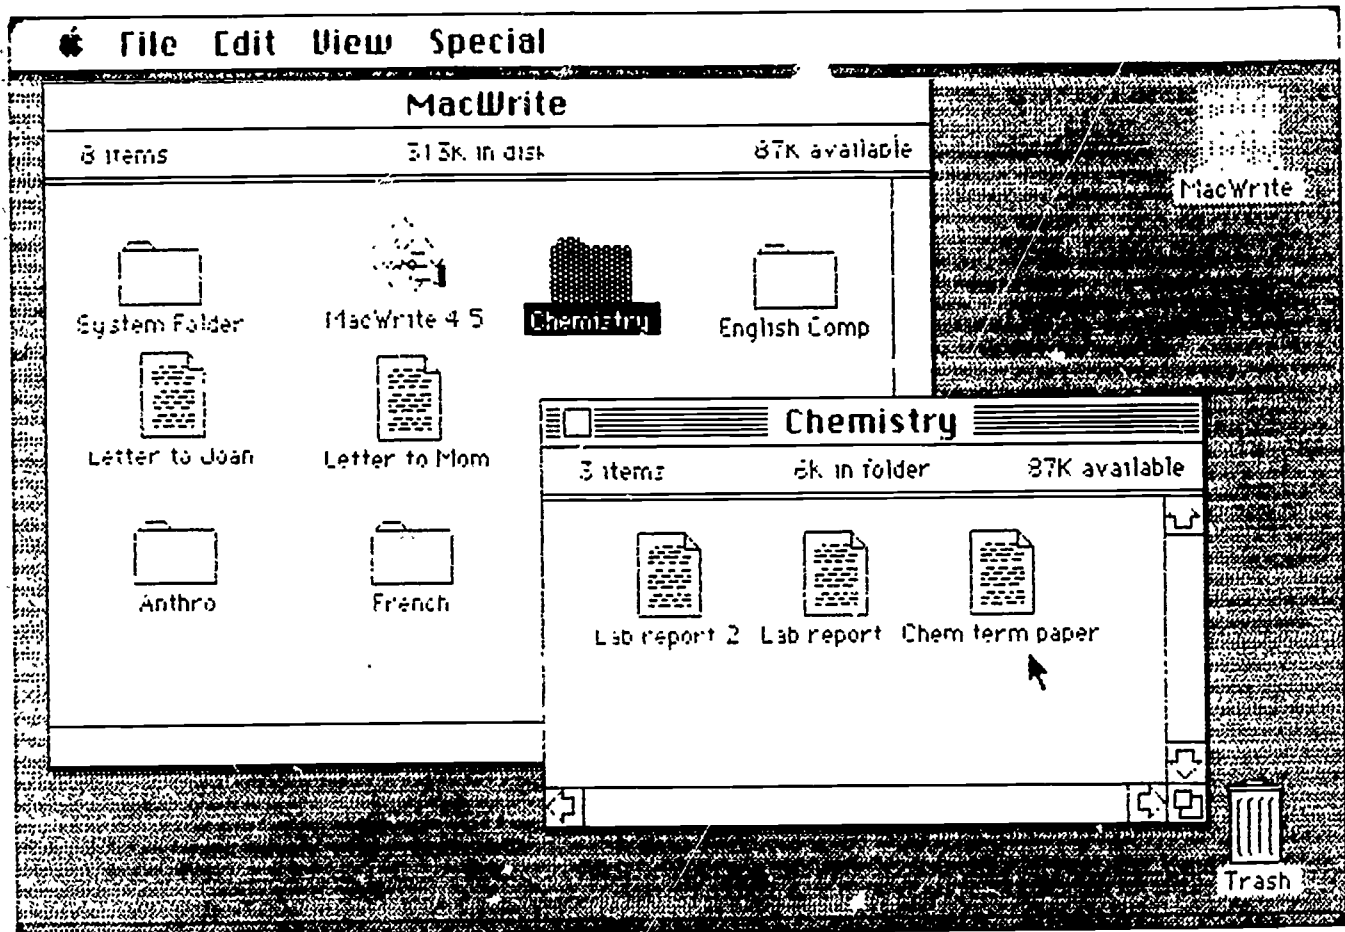 File Edit View Special
MacWrite
8 items 313K in disk 87K available
MacWrite
System Folder MacWrite 4.5 Chemistry English Comp
Letter to Joan Letter to Mom
Chemistry
3 items 6K in folder 87K available
Anthro French
Lab report 2 Lab report Chem term paper
Trash